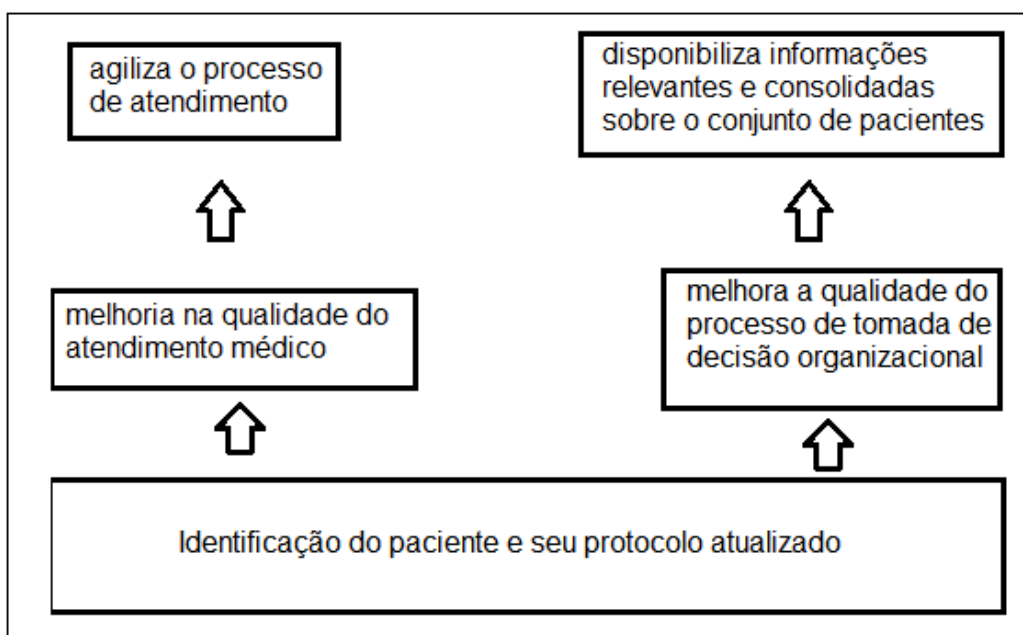 agiliza o processo
de atendimento
disponibiliza informações
relevantes e consolidadas
sobre o conjunto de pacientes
melhoria na qualidade do
atendimento médico
melhora a qualidade do
processo de tomada de
decisão organizacional
Identificação do paciente e seu protocolo atualizado